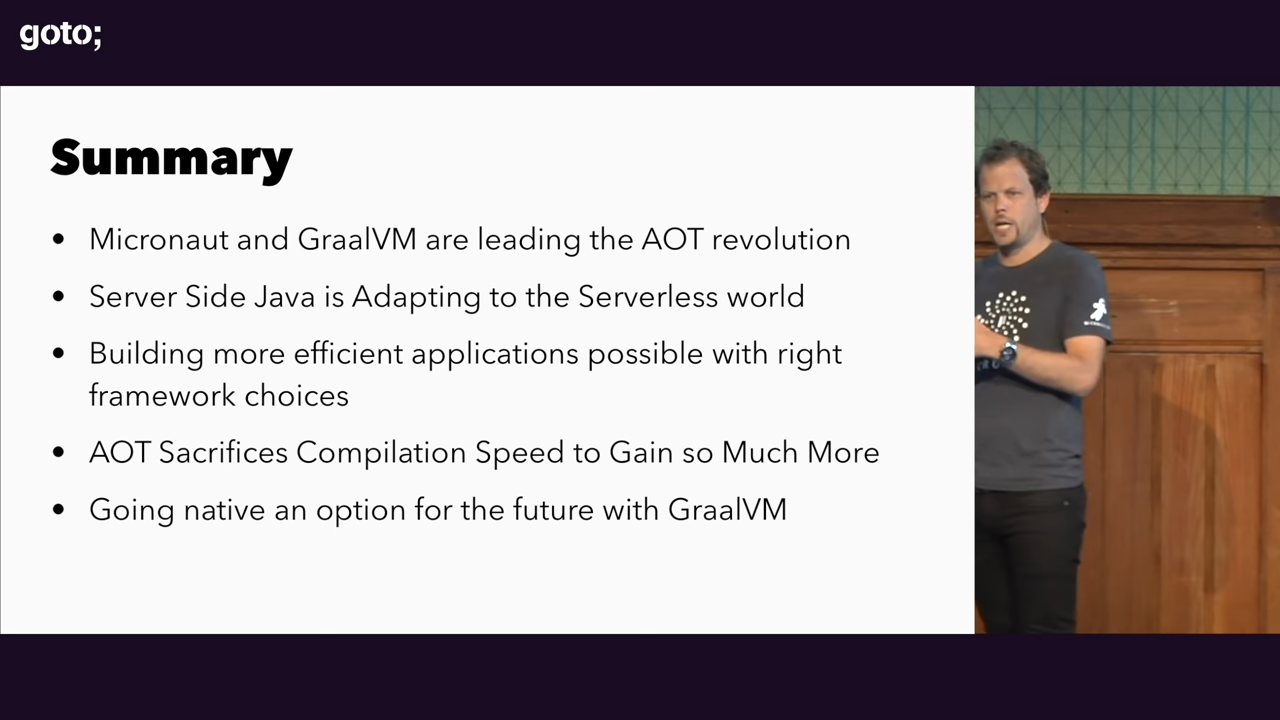 goto;
Summary
• Micronaut and GraalVM are leading the AOT revolution
• Server Side Java is Adapting to the Serverless world
• Building more efficient applications possible with right
framework choices
• AOT Sacrifices Compilation Speed to Gain so Much More
• Going native an option for the future with GraalVM